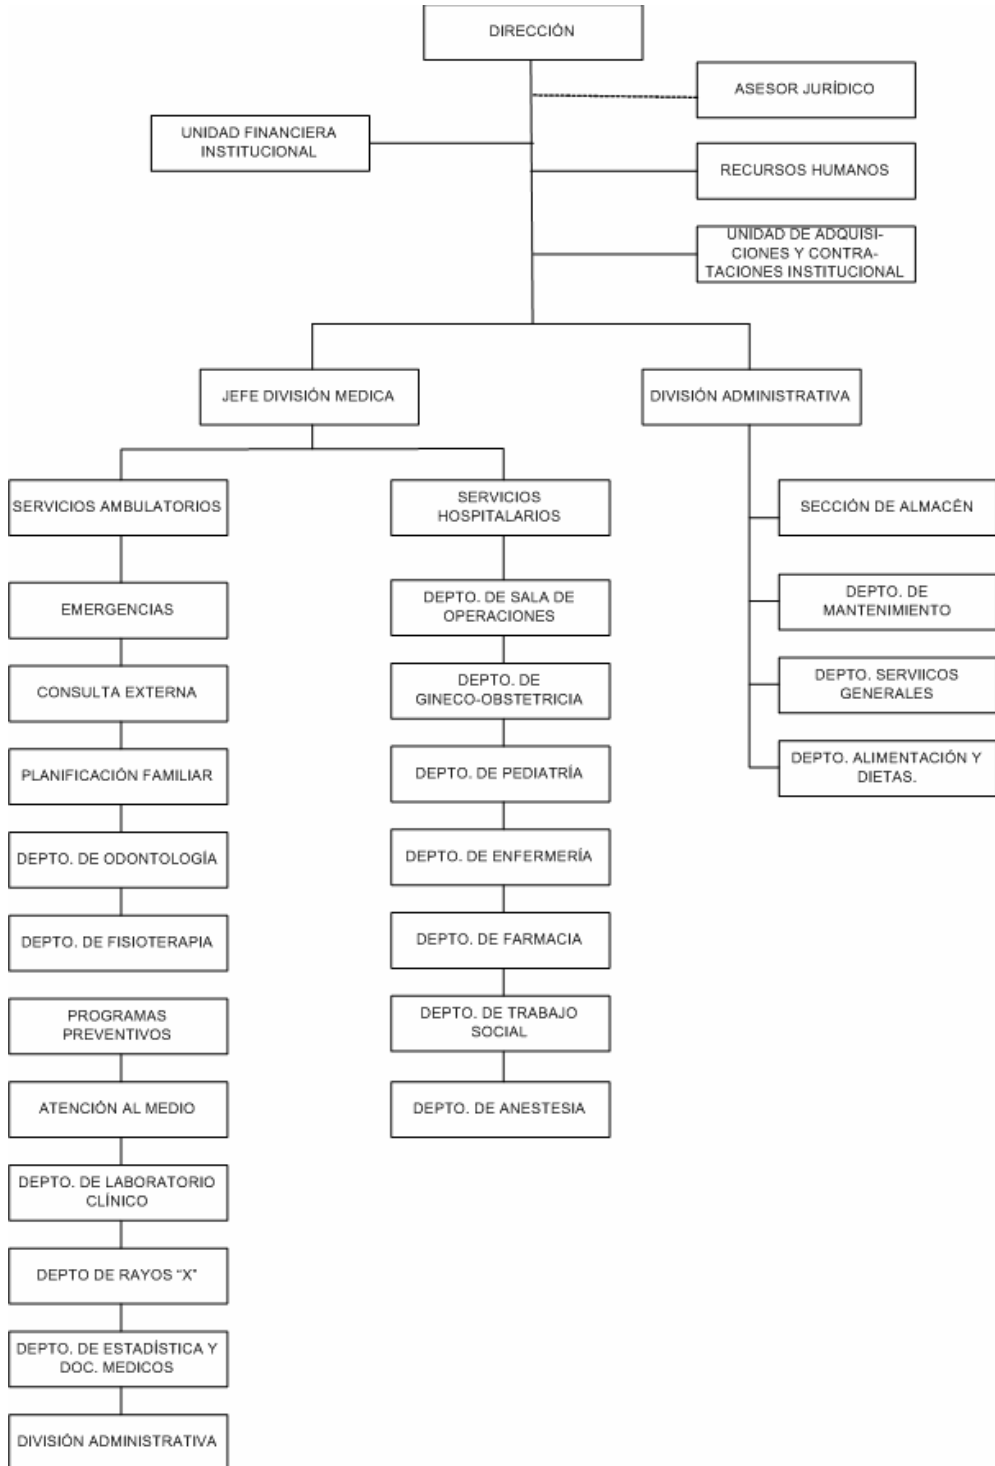 DIRECCIÓN
ASESOR JURÍDICO
UNIDAD FINANCIERA
INSTITUCIONAL
RECURSOS HUMANOS
UNIDAD DE ADQUISI-
CIONES Y CONTRA-
TACIONES INSTITUCIONAL
JEFE DIVISIÓN MEDICA
DIVISIÓN ADMINISTRATIVA
SERVICIOS AMBULATORIOS
EMERGENCIAS
CONSULTA EXTERNA
PLANIFICACIÓN FAMILIAR
DEPTO. DE ODONTOLOGÍA
DEPTO. DE FISIOTERAPIA
PROGRAMAS
PREVENTIVOS
ATENCIÓN AL MEDIO
DEPTO. DE LABORATORIO
CLÍNICO
DEPTO DE RAYOS “X”
DEPTO. DE ESTADÍSTICA Y
DOC. MEDICOS
DIVISIÓN ADMINISTRATIVA
SERVICIOS
HOSPITALARIOS
DEPTO. DE SALA DE
OPERACIONES
DEPTO. DE
GINECO-OBSTETRICIA
DEPTO. DE PEDIATRÍA
DEPTO. DE ENFERMERÍA
DEPTO. DE FARMACIA
DEPTO. DE TRABAJO
SOCIAL
DEPTO. DE ANESTESIA
SECCIÓN DE ALMACÉN
DEPTO. DE
MANTENIMIENTO
DEPTO. SERVIICOS
GENERALES
DEPTO. ALIMENTACIÓN Y
DIETAS.